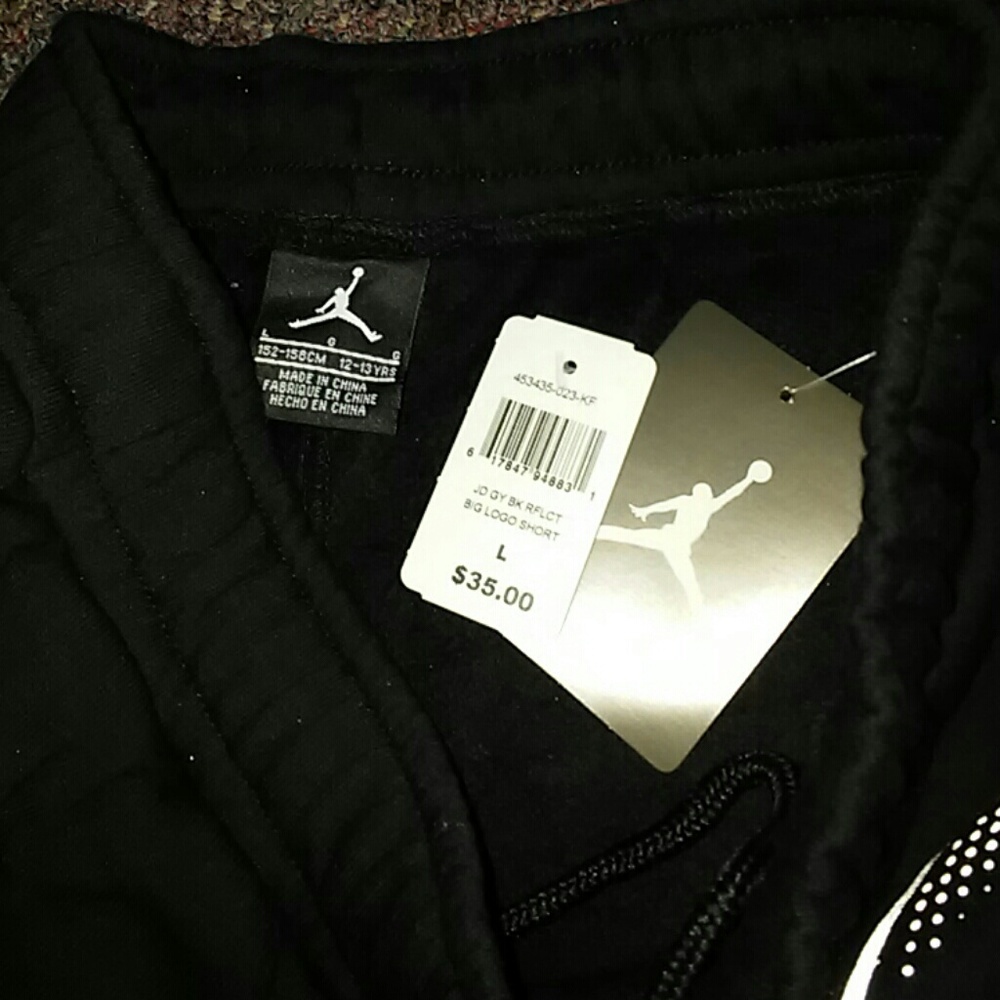 L G G
152-158CM 12-13YRS
MADE IN CHINA
FABRIQUE EN CHINE
HECHO EN CHINA
453435-023-KF
6 17847 94883 1
JD GY BK RFLCT
BIG LOGO SHORT
L
$35.00